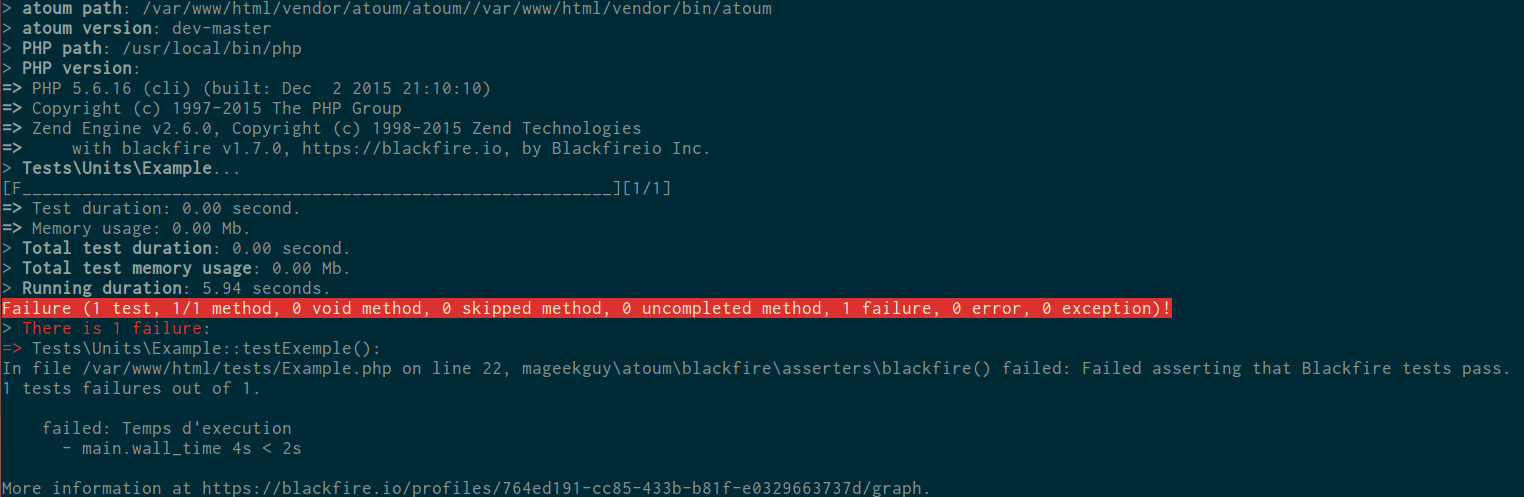 > atoum path: /var/www/html/vendor/atoum/atoum//var/www/html/vendor/bin/atoum
> atoum version: dev-master
> PHP path: /usr/local/bin/php
> PHP version:
=> PHP 5.6.16 (cli) (built: Dec  2 2015 21:10:10)
=> Copyright (c) 1997-2015 The PHP Group
=> Zend Engine v2.6.0, Copyright (c) 1998-2015 Zend Technologies
=>     with blackfire v1.7.0, https://blackfire.io, by Blackfireio Inc.
> Tests\Units\Example...
[F___________________________________________________________][1/1]
=> Test duration: 0.00 second.
=> Memory usage: 0.00 Mb.
> Total test duration: 0.00 second.
> Total test memory usage: 0.00 Mb.
> Running duration: 5.94 seconds.
Failure (1 test, 1/1 method, 0 void method, 0 skipped method, 0 uncompleted method, 1 failure, 0 error, 0 exception)!
> There is 1 failure:
=> Tests\Units\Example::testExemple():
In file /var/www/html/tests/Example.php on line 22, mageekguy\atoum\blackfire\asserters\blackfire() failed: Failed asserting that Blackfire tests pass.
1 tests failures out of 1.
    failed: Temps d'execution
      - main.wall_time 4s < 2s
More information at https://blackfire.io/profiles/764ed191-cc85-433b-b81f-e0329663737d/graph.